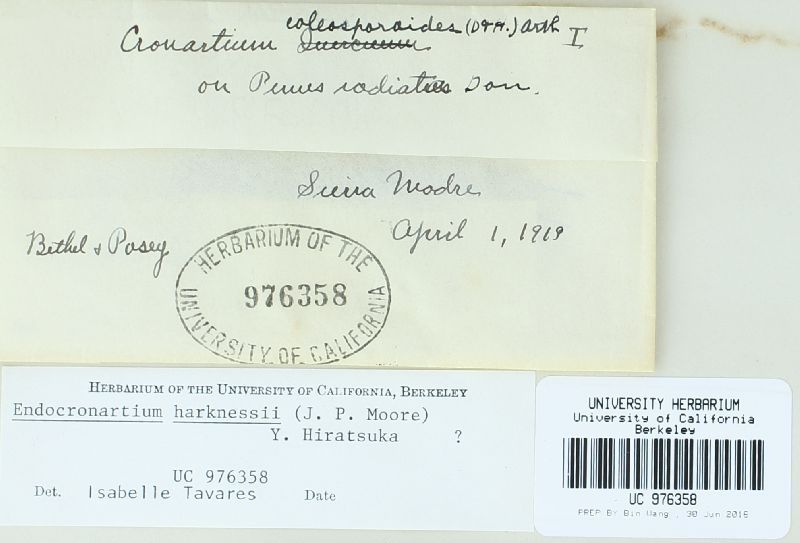 Cronartium coleosporoides (D&H.) Arth I
on Pinus radiata Don.
Sierra Madre
April 1, 1919
Bethel & Posey
HERBARIUM OF THE
976358
UNIVERSITY OF CALIFORNIA
HERBARIUM OF THE UNIVERSITY OF CALIFORNIA, BERKELEY
Endocronartium harknessii (J. P. Moore)
Y. Hiratsuka ?
UC 976358
Det. Isabelle Tavares Date
UNIVERSITY HERBARIUM
University of California
Berkeley
UC 976358
PREP BY Bin Wang , 30 Jun 2016